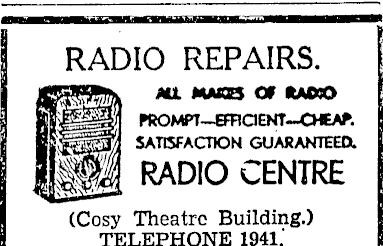 RADIO REPAIRS.
ALL MAKES OF RADIO
PROMPT—EFFICIENT—CHEAP.
SATISFACTION GUARANTEED.
RADIO CENTRE
(Cosy Theatre Building.)
TELEPHONE 1941.